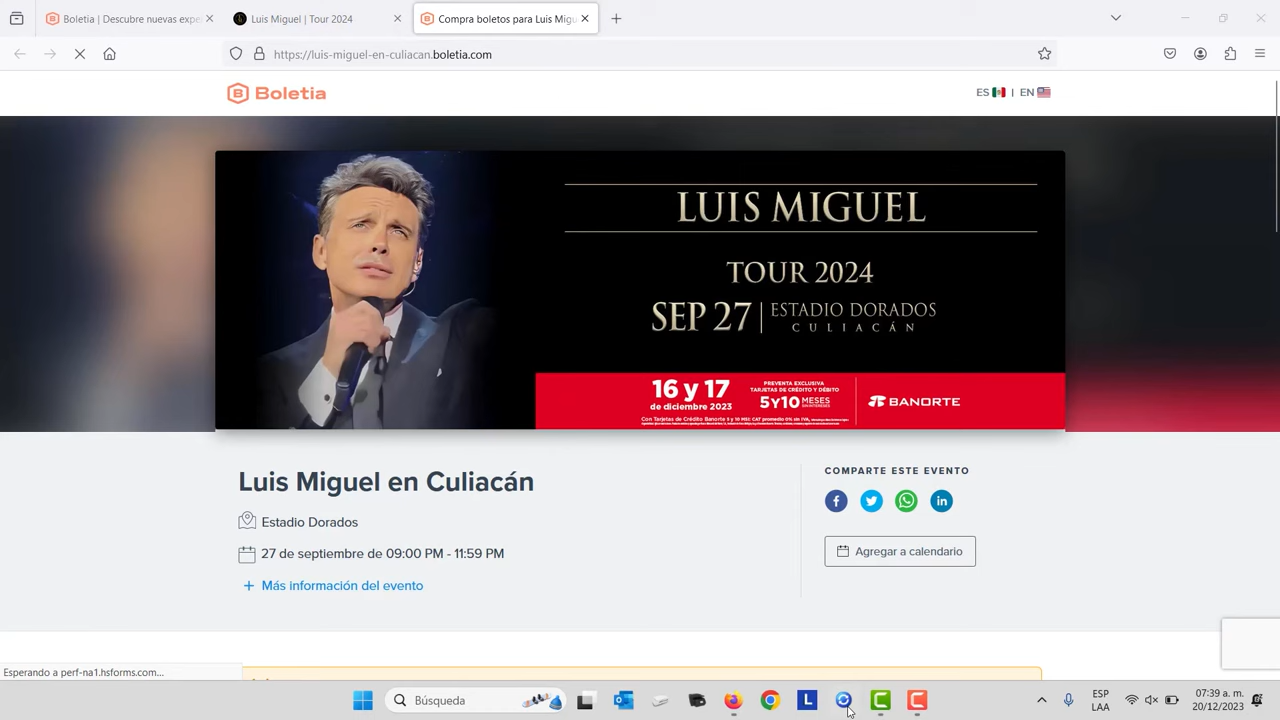 Boletia | Descubre nuevas expe
Luis Miguel | Tour 2024
Compra boletos para Luis Migu
https://luis-miguel-en-culiacan.boletia.com
Boletia
ES | EN
LUIS MIGUEL
TOUR 2024
SEP 27 | ESTADIO DORADOS
CULIACÁN
16 y 17
de diciembre 2023
PREVENTA EXCLUSIVA
TARJETAS DE CRÉDITO Y DÉBITO
5 Y 10 MESES
SIN INTERESES
BANORTE
Luis Miguel en Culiacán
Estadio Dorados
27 de septiembre de 09:00 PM - 11:59 PM
+ Más información del evento
COMPARTE ESTE EVENTO
Agregar a calendario
Esperando a perf-na1.hsforms.com...
Búsqueda
ESP
LAA
07:39 a. m.
20/12/2023